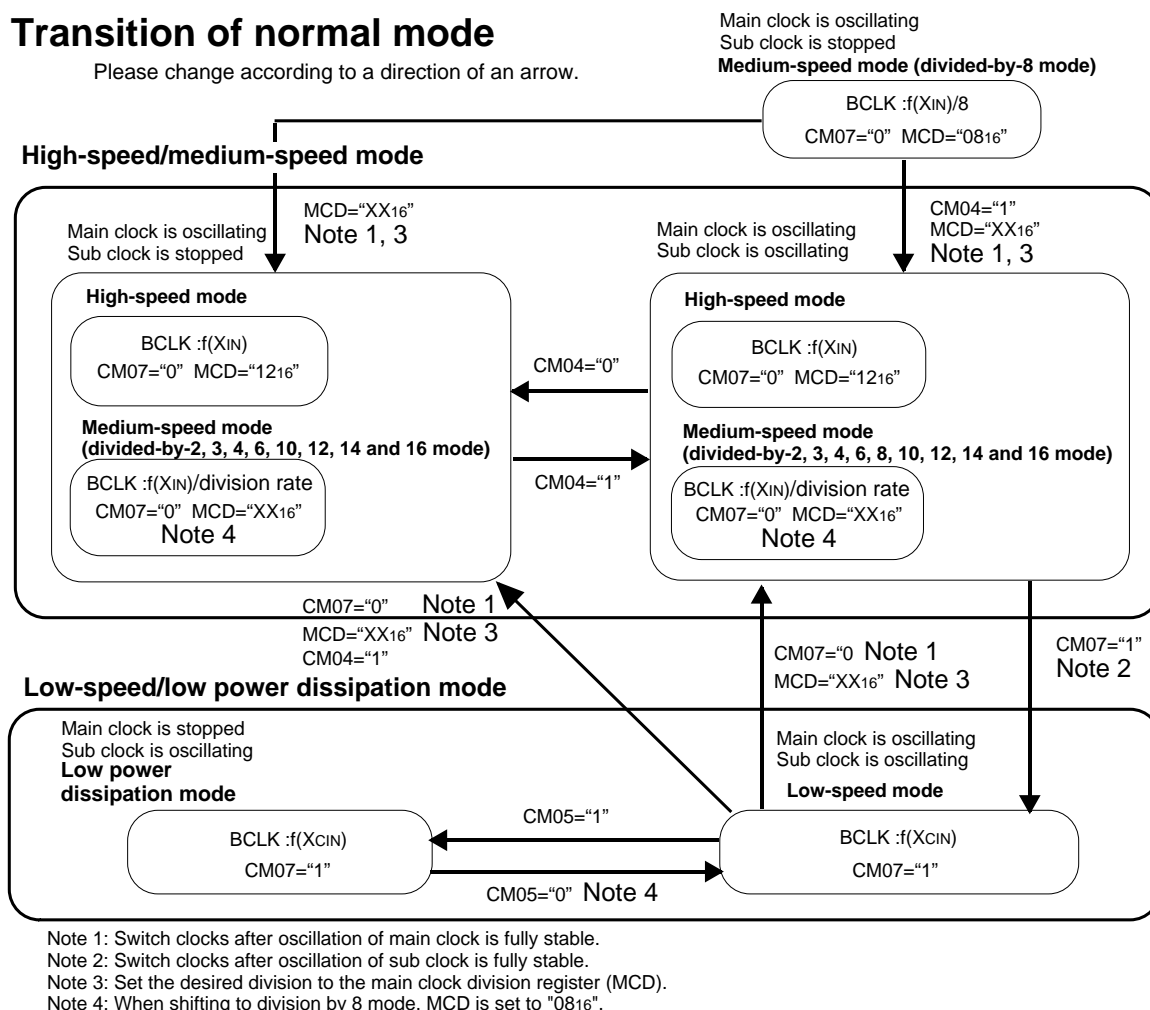 Transition of normal mode
Please change according to a direction of an arrow.
Main clock is oscillating
Sub clock is stopped
Medium-speed mode (divided-by-8 mode)
BCLK :f(XIN)/8
CM07=“0” MCD=“0816”
High-speed/medium-speed mode
MCD=“XX16”
Note 1, 3
Main clock is oscillating
Sub clock is stopped
CM04=“1”
MCD=“XX16”
Note 1, 3
Main clock is oscillating
Sub clock is oscillating
High-speed mode
BCLK :f(XIN)
CM07=“0” MCD=“1216”
Medium-speed mode
(divided-by-2, 3, 4, 6, 10, 12, 14 and 16 mode)
BCLK :f(XIN)/division rate
CM07=“0” MCD=“XX16”
Note 4
CM04=“0”
CM04=“1”
High-speed mode
BCLK :f(XIN)
CM07=“0” MCD=“1216”
Medium-speed mode
(divided-by-2, 3, 4, 6, 8, 10, 12, 14 and 16 mode)
BCLK :f(XIN)/division rate
CM07=“0” MCD=“XX16”
Note 4
CM07=“0” Note 1
MCD=“XX16” Note 3
CM04=“1”
CM07=“0 Note 1
MCD=“XX16” Note 3
CM07=“1”
Note 2
Low-speed/low power dissipation mode
Main clock is stopped
Sub clock is oscillating
Low power
dissipation mode
BCLK :f(XCIN)
CM07=“1”
CM05=“1”
CM05=“0” Note 4
Main clock is oscillating
Sub clock is oscillating
Low-speed mode
BCLK :f(XCIN)
CM07=“1”
Note 1: Switch clocks after oscillation of main clock is fully stable.
Note 2: Switch clocks after oscillation of sub clock is fully stable.
Note 3: Set the desired division to the main clock division register (MCD).
Note 4: When shifting to division by 8 mode, MCD is set to "0816".